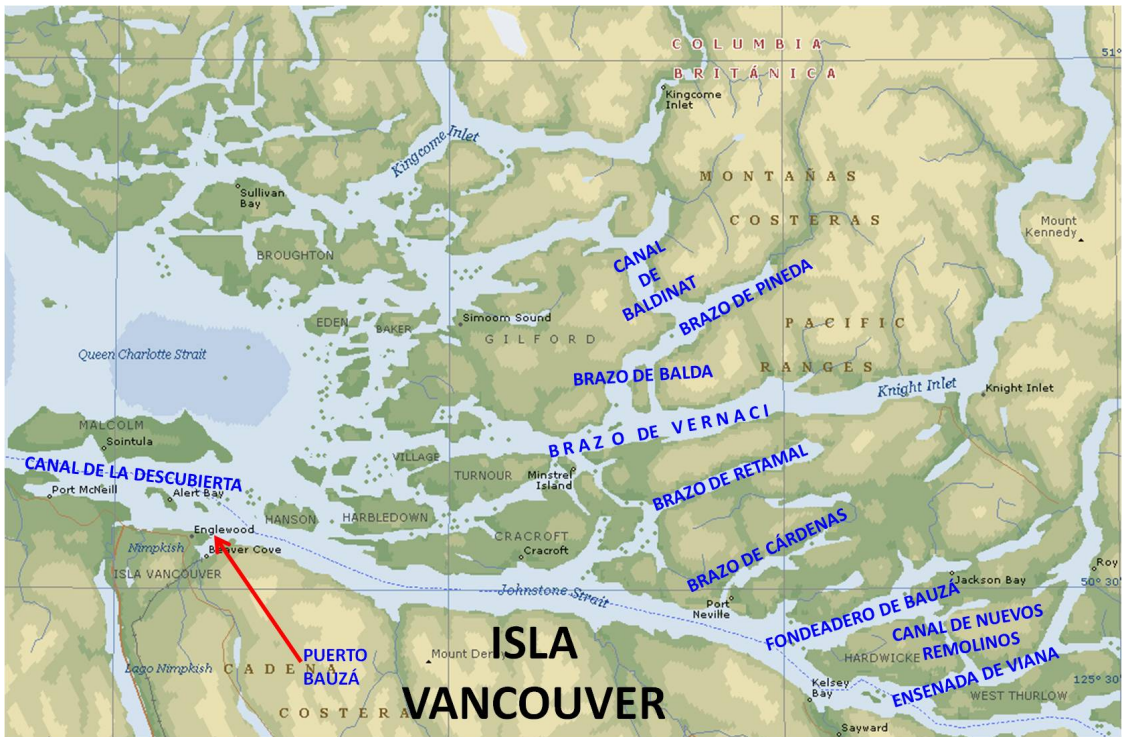 COLUMBIA
BRITÁNICA
51°
Kingcome
Inlet
Kingcome Inlet
MONTAÑAS
COSTERAS
Sullivan
Bay
Mount
Kennedy
BROUGHTON
CANAL
DE
BALDINAT
BRAZO DE PINEDA
EDEN
BAKER
Simoom Sound
GILFORD
PACIFIC
RANGES
Queen Charlotte Strait
BRAZO DE BALDA
Knight Inlet
Knight Inlet
BRAZO DE VERNACI
MALCOLM
Sointula
VILLAGE
CANAL DE LA DESCUBIERTA
TURNOUR
Minstrel
Island
BRAZO DE RETAMAL
Port McNeill
Alert Bay
HANSON
HARBLEDOWN
Englewood
CRACROFT
Cracroft
BRAZO DE CÁRDENAS
Nimpkish
Beaver Cove
ISLA VANCOUVER
Roy
Jackson Bay
50° 30'
Johnstone Strait
Port
Neville
FONDEADERO DE BAUZÁ
CANAL DE NUEVOS
REMOLINOS
ISLA
VANCOUVER
PUERTO
BAUZÁ
Lago Nimpkish
CADENA
COSTERA
Mount Der
HARDWICKE
ENSENADA DE VIANA
125° 30'
Kelsey
Bay
WEST THURLOW
Sayward